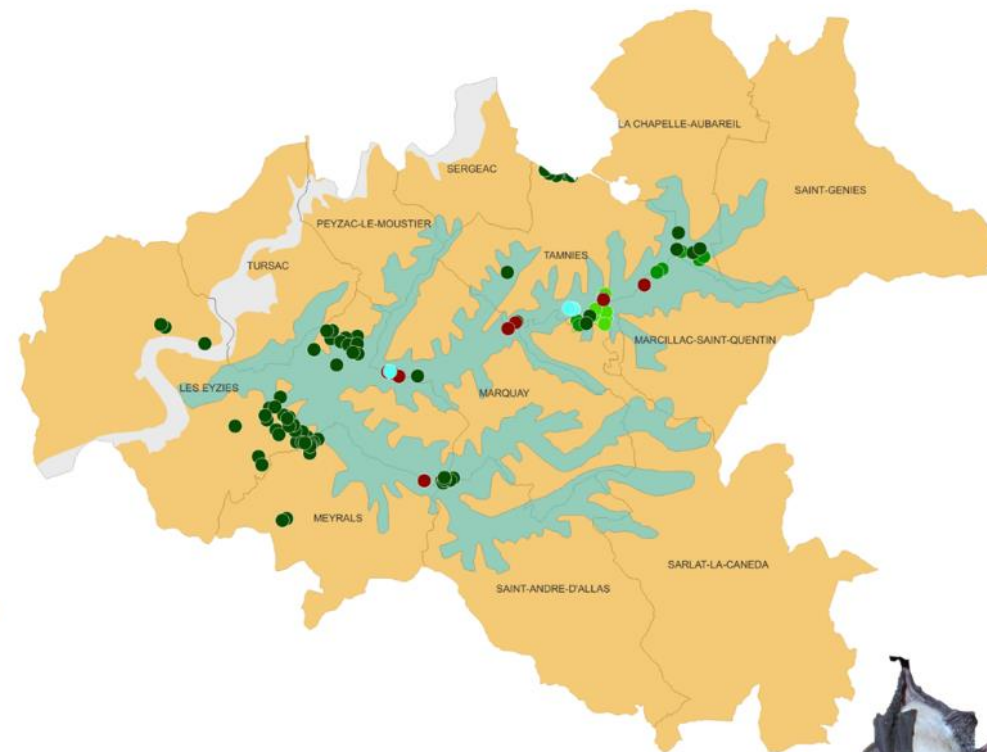 LA CHAPELLE-AUBAREIL
SERGEAC
SAINT-GENIES
PEYZAC-LE-MOUSTIER
TAMNIES
TURSAC
MARCILLAC-SAINT-QUENTIN
LES EYZIES
MARQUAY
MEYRALS
SARLAT-LA-CANEDA
SAINT-ANDRE-D'ALLAS